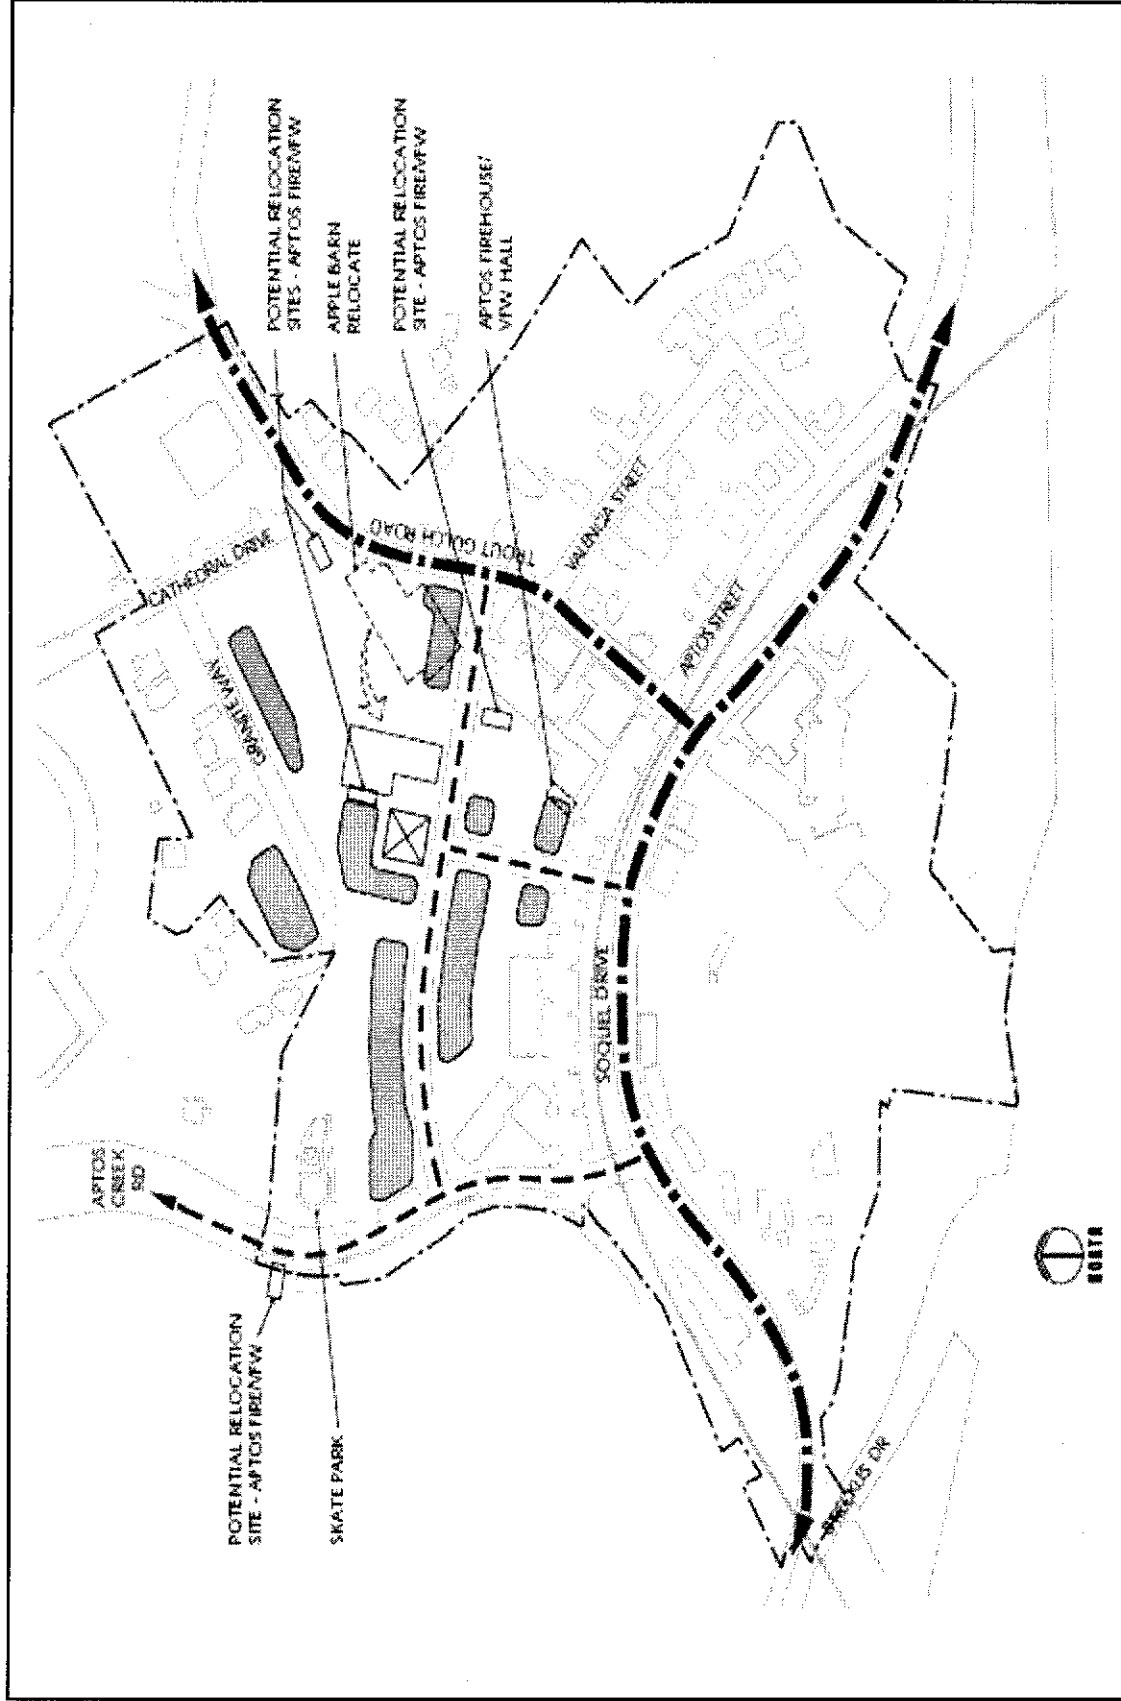 POTENTIAL RELOCATION
SITE - APTOS FIRE/VFW
SKATE PARK
APTOS
CREEK
RD
POTENTIAL RELOCATION
SITES - APTOS FIRE/VFW
APPLE BARN
RELOCATE
POTENTIAL RELOCATION
SITE - APTOS FIRE/VFW
APTOS FIREHOUSE/
VFW HALL
CATHEDRAL DRIVE
GRANITE WAY
TROUT GULCH ROAD
VALENCIA STREET
APTOS STREET
SOQUEL DRIVE
DR
NORTH